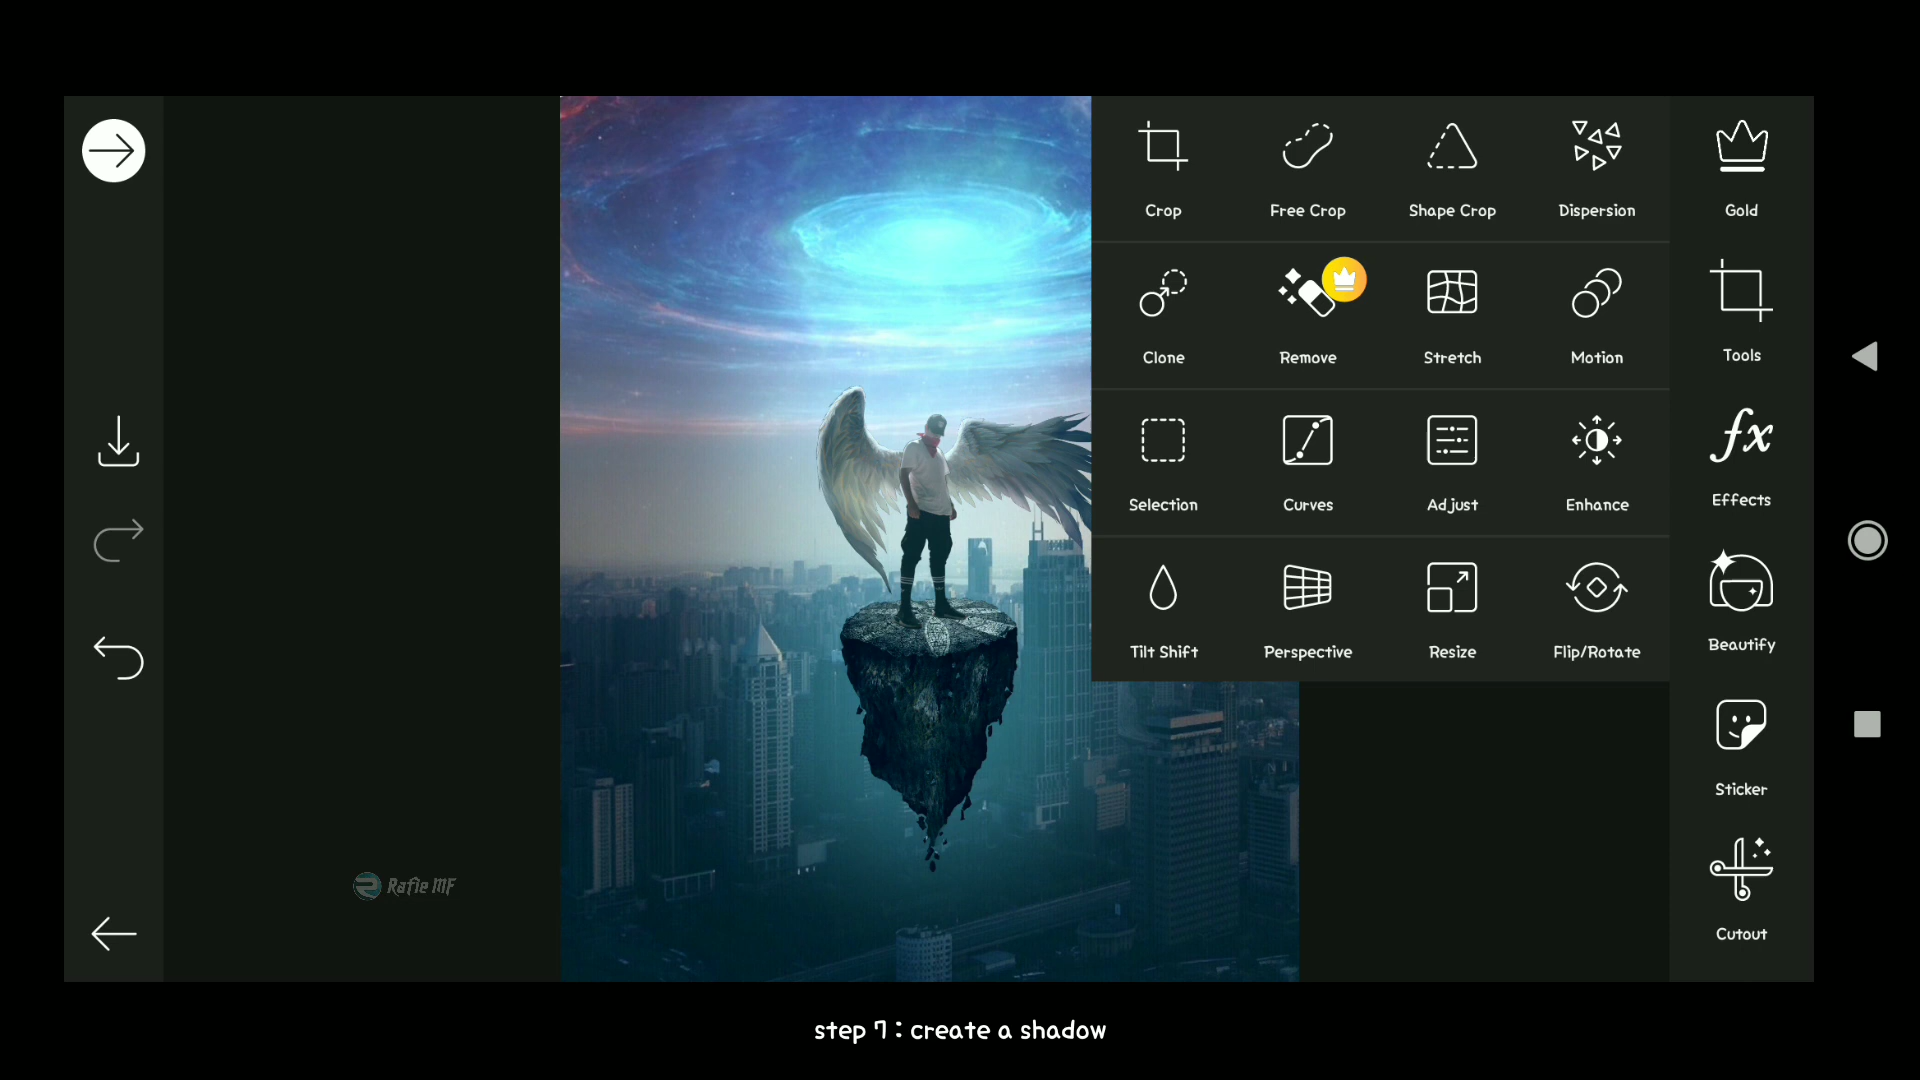 Crop Free Crop Shape Crop Dispersion Gold
Clone Remove Stretch Motion Tools
Selection Curves Adjust Enhance Effects
Tilt Shift Perspective Resize Flip/Rotate Beautify
Sticker
Rafie MF
Cutout
step 7 : create a shadow